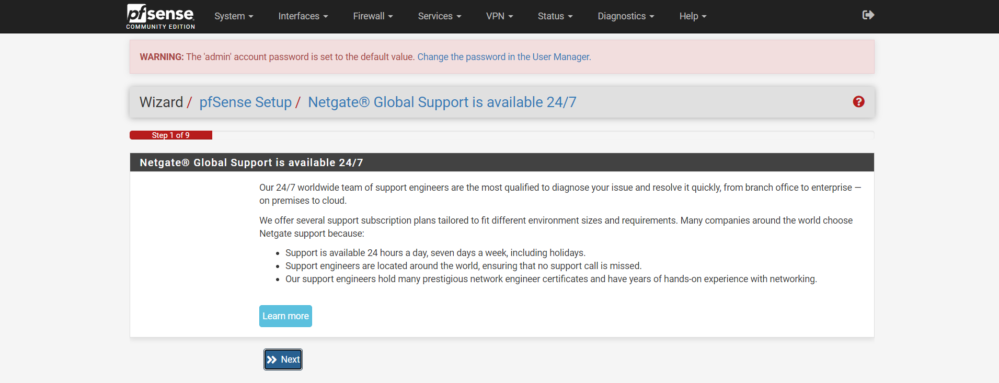 pfsense
COMMUNITY EDITION
System
Interfaces
Firewall
Services
VPN
Status
Diagnostics
Help
WARNING: The 'admin' account password is set to the default value. Change the password in the User Manager.
Wizard / pfSense Setup / Netgate® Global Support is available 24/7
Step 1 of 9
Netgate® Global Support is available 24/7
Our 24/7 worldwide team of support engineers are the most qualified to diagnose your issue and resolve it quickly, from branch office to enterprise —
on premises to cloud.
We offer several support subscription plans tailored to fit different environment sizes and requirements. Many companies around the world choose
Netgate support because:
• Support is available 24 hours a day, seven days a week, including holidays.
• Support engineers are located around the world, ensuring that no support call is missed.
• Our support engineers hold many prestigious network engineer certificates and have years of hands-on experience with networking.
Learn more
Next